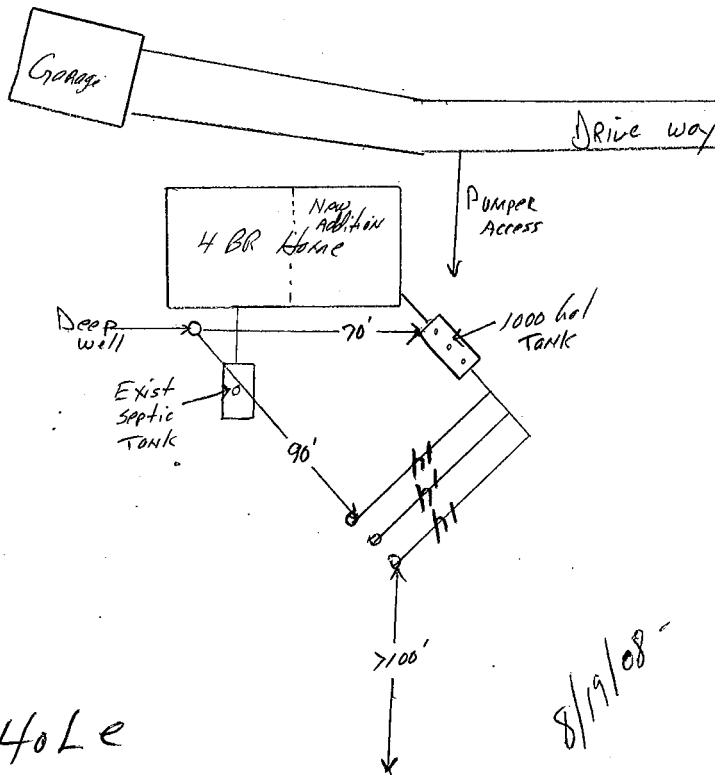 Garage
Drive way
Pumper
Access
New
Addition
4 BR Home
Deep
well
70'
1000 Gal
Tank
Exist
Septic
Tank
90'
>100'
8/19/08
Hole